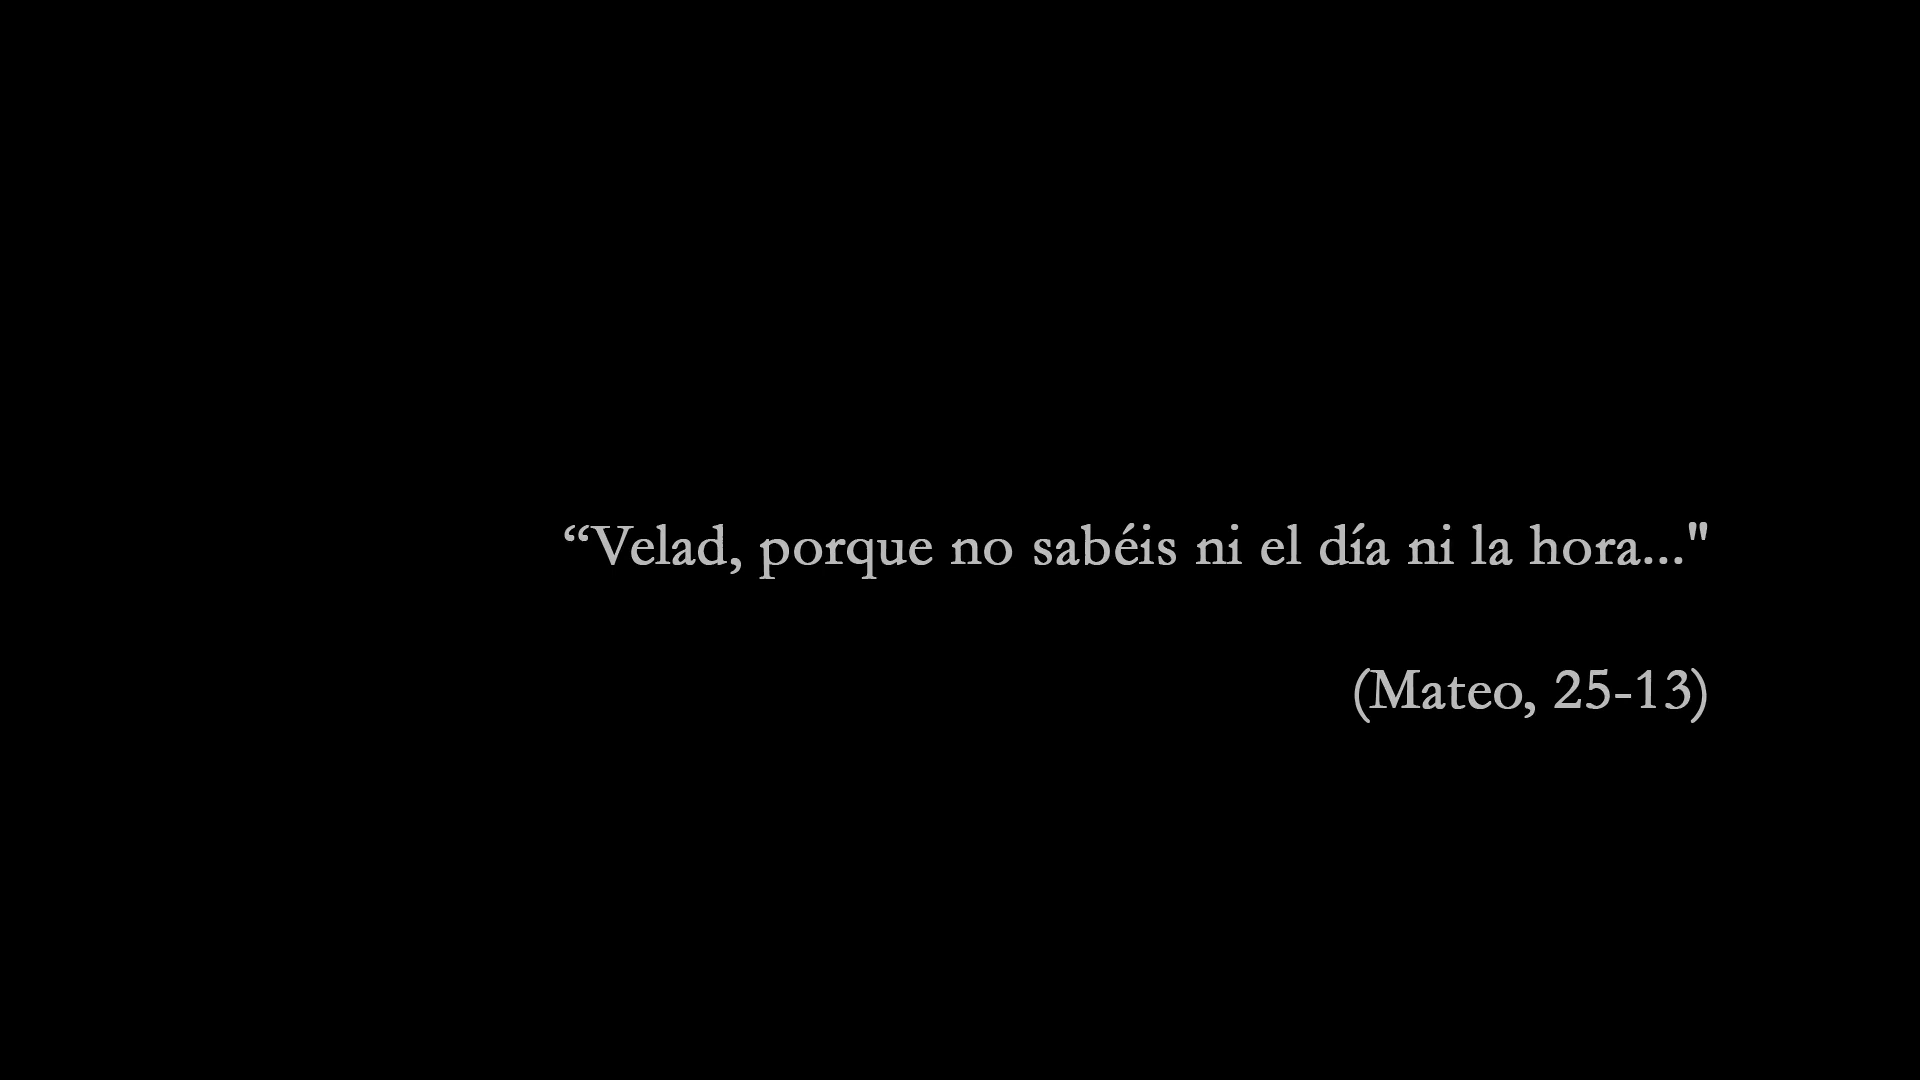 “Velad, porque no sabéis ni el día ni la hora..."
(Mateo, 25-13)